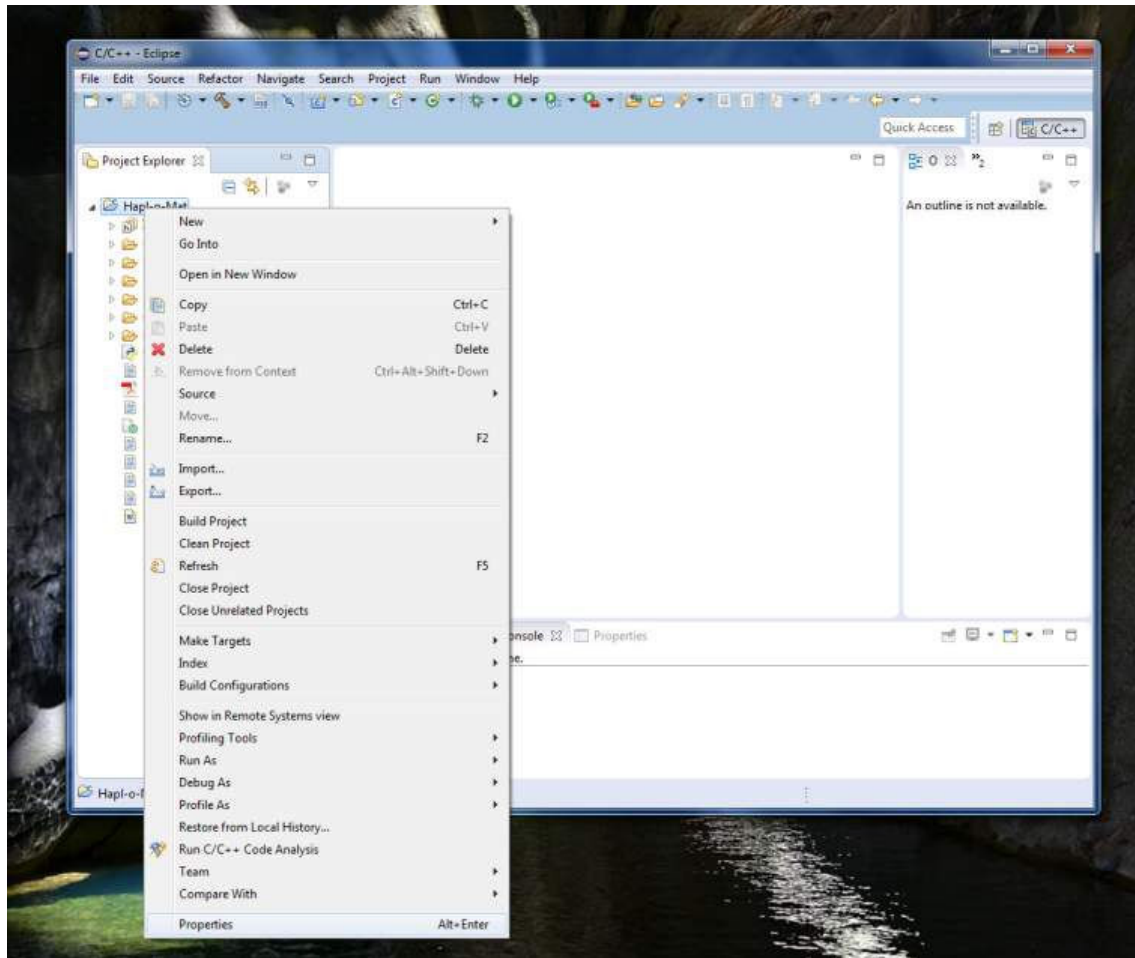 C/C++ - Eclipse
File Edit Source Refactor Navigate Search Project Run Window Help
Quick Access
C/C++
Project Explorer
O
»2
Hapl-o-Mat
An outline is not available.
New
Go Into
Open in New Window
Copy Ctrl+C
Paste Ctrl+V
Delete Delete
Remove from Context Ctrl+Alt+Shift+Down
Source
Move...
Rename... F2
Import...
Export...
Build Project
Clean Project
Refresh F5
Close Project
Close Unrelated Projects
Make Targets
Index
Build Configurations
Show in Remote Systems view
Profiling Tools
Run As
Debug As
Profile As
Restore from Local History...
Run C/C++ Code Analysis
Team
Compare With
Properties Alt+Enter
onsole Properties
Hapl-o-